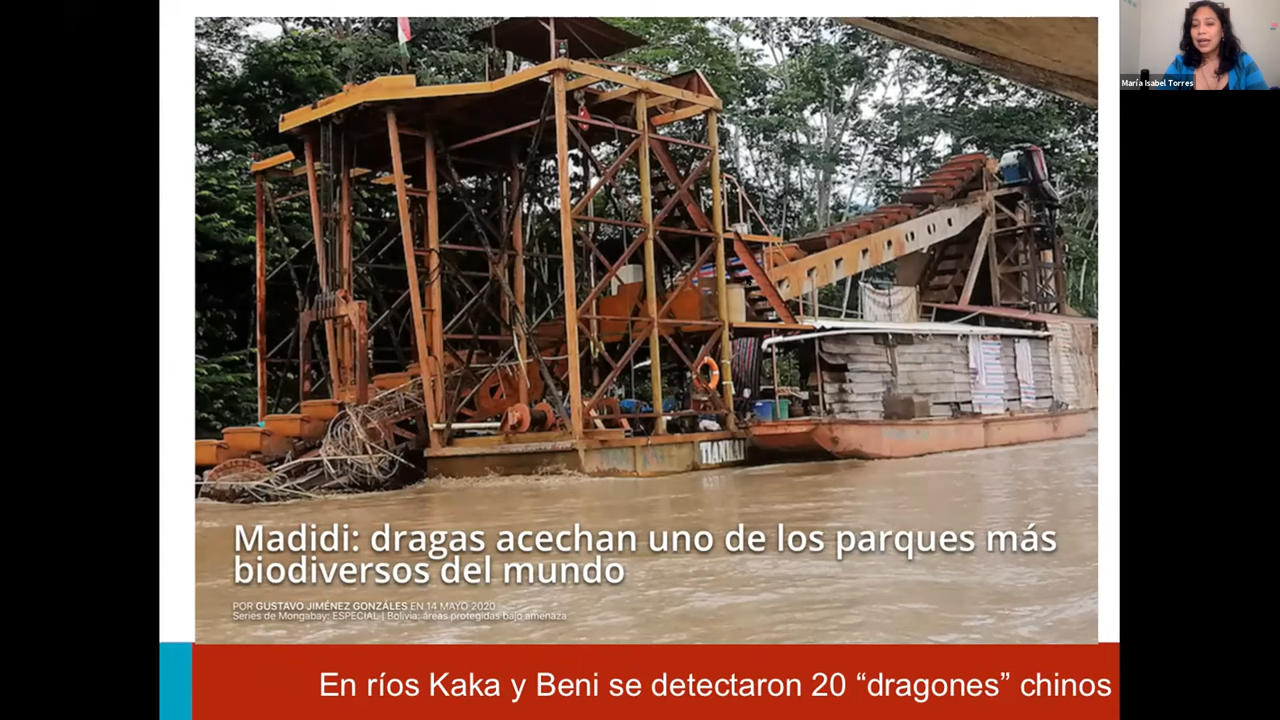 María Isabel Torres
TIANKAI
Madidi: dragas acechan uno de los parques más
biodiversos del mundo
POR GUSTAVO JIMÉNEZ GONZÁLES EN 14 MAYO 2020
Series de Mongabay: ESPECIAL | Bolivia: áreas protegidas bajo amenaza
En ríos Kaka y Beni se detectaron 20 “dragones” chinos